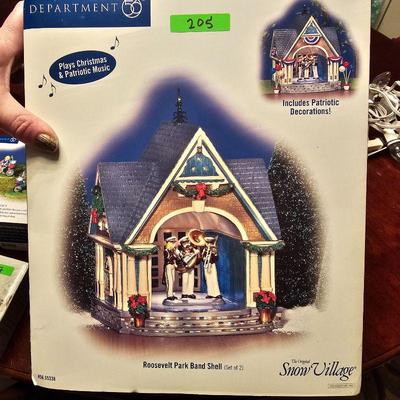 DEPARTMENT 56
205
Plays Christmas
& Patriotic Music
Includes Patriotic
Decorations!
Roosevelt Park Band Shell (Set of 2)
The Original
Snow Village